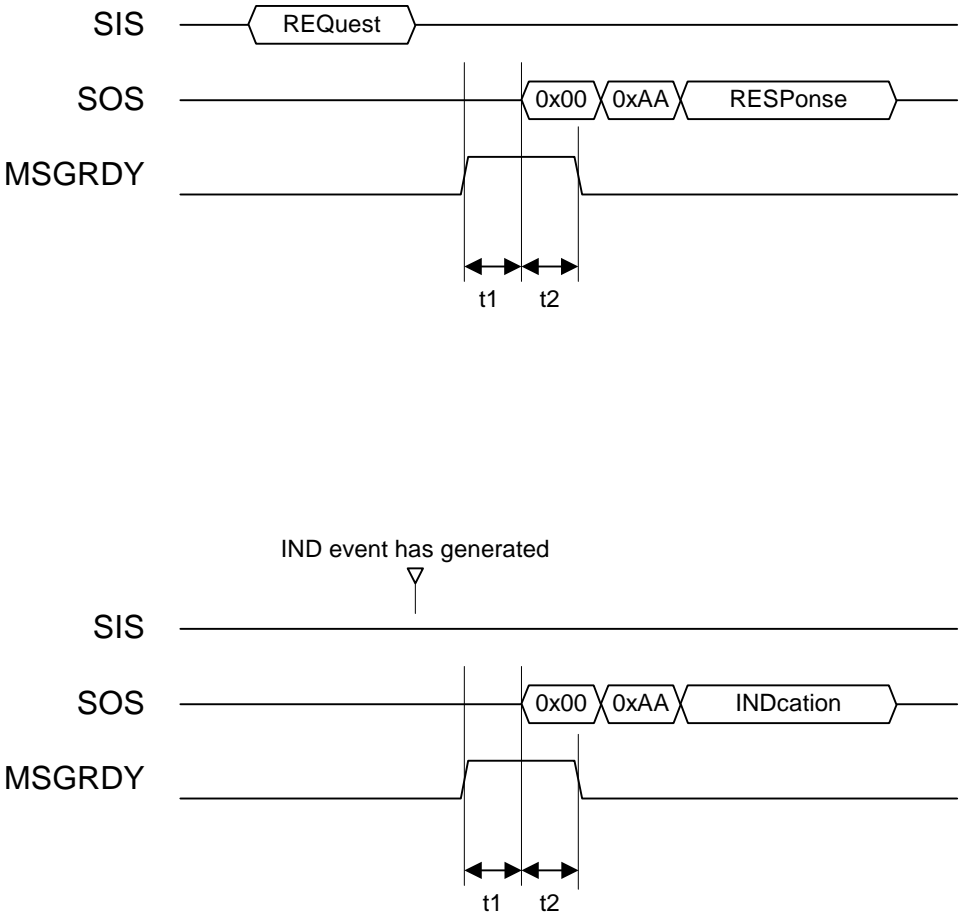 SIS REQuest
SOS 0x00 0xAA RESPonse
MSGRDY
t1 t2
IND event has generated
SIS
SOS 0x00 0xAA INDcation
MSGRDY
t1 t2